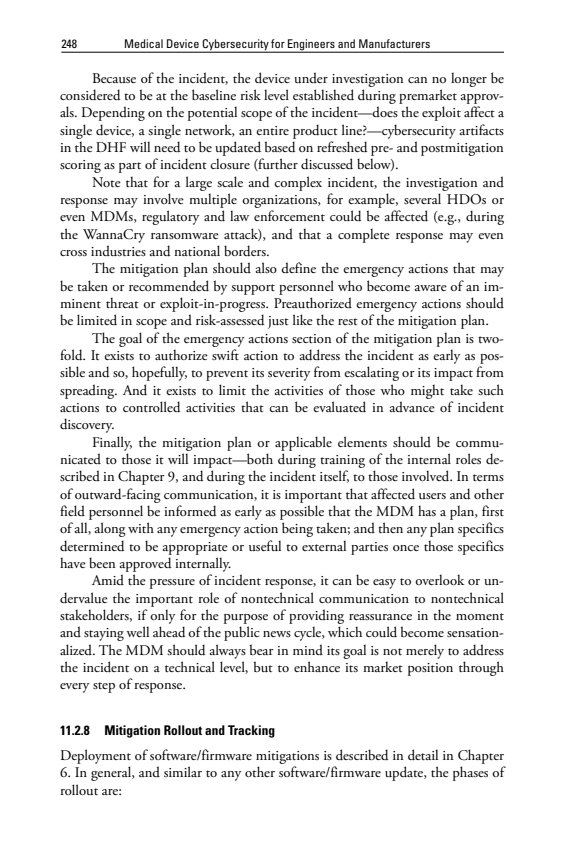 248 Medical Device Cybersecurity for Engineers and Manufacturers
Because of the incident, the device under investigation can no longer be
considered to be at the baseline risk level established during premarket approv-
als. Depending on the potential scope of the incident—does the exploit affect a
single device, a single network, an entire product line?—cybersecurity artifacts
in the DHF will need to be updated based on refreshed pre- and postmitigation
scoring as part of incident closure (further discussed below).
Note that for a large scale and complex incident, the investigation and
response may involve multiple organizations, for example, several HDOs or
even MDMs, regulatory and law enforcement could be affected (e.g., during
the WannaCry ransomware attack), and that a complete response may even
cross industries and national borders.
The mitigation plan should also define the emergency actions that may
be taken or recommended by support personnel who become aware of an im-
minent threat or exploit-in-progress. Preauthorized emergency actions should
be limited in scope and risk-assessed just like the rest of the mitigation plan.
The goal of the emergency actions section of the mitigation plan is two-
fold. It exists to authorize swift action to address the incident as early as pos-
sible and so, hopefully, to prevent its severity from escalating or its impact from
spreading. And it exists to limit the activities of those who might take such
actions to controlled activities that can be evaluated in advance of incident
discovery.
Finally, the mitigation plan or applicable elements should be commu-
nicated to those it will impact—both during training of the internal roles de-
scribed in Chapter 9, and during the incident itself, to those involved. In terms
of outward-facing communication, it is important that affected users and other
field personnel be informed as early as possible that the MDM has a plan, first
of all, along with any emergency action being taken; and then any plan specifics
determined to be appropriate or useful to external parties once those specifics
have been approved internally.
Amid the pressure of incident response, it can be easy to overlook or un-
dervalue the important role of nontechnical communication to nontechnical
stakeholders, if only for the purpose of providing reassurance in the moment
and staying well ahead of the public news cycle, which could become sensation-
alized. The MDM should always bear in mind its goal is not merely to address
the incident on a technical level, but to enhance its market position through
every step of response.
11.2.8 Mitigation Rollout and Tracking
Deployment of software/firmware mitigations is described in detail in Chapter
6. In general, and similar to any other software/firmware update, the phases of
rollout are: